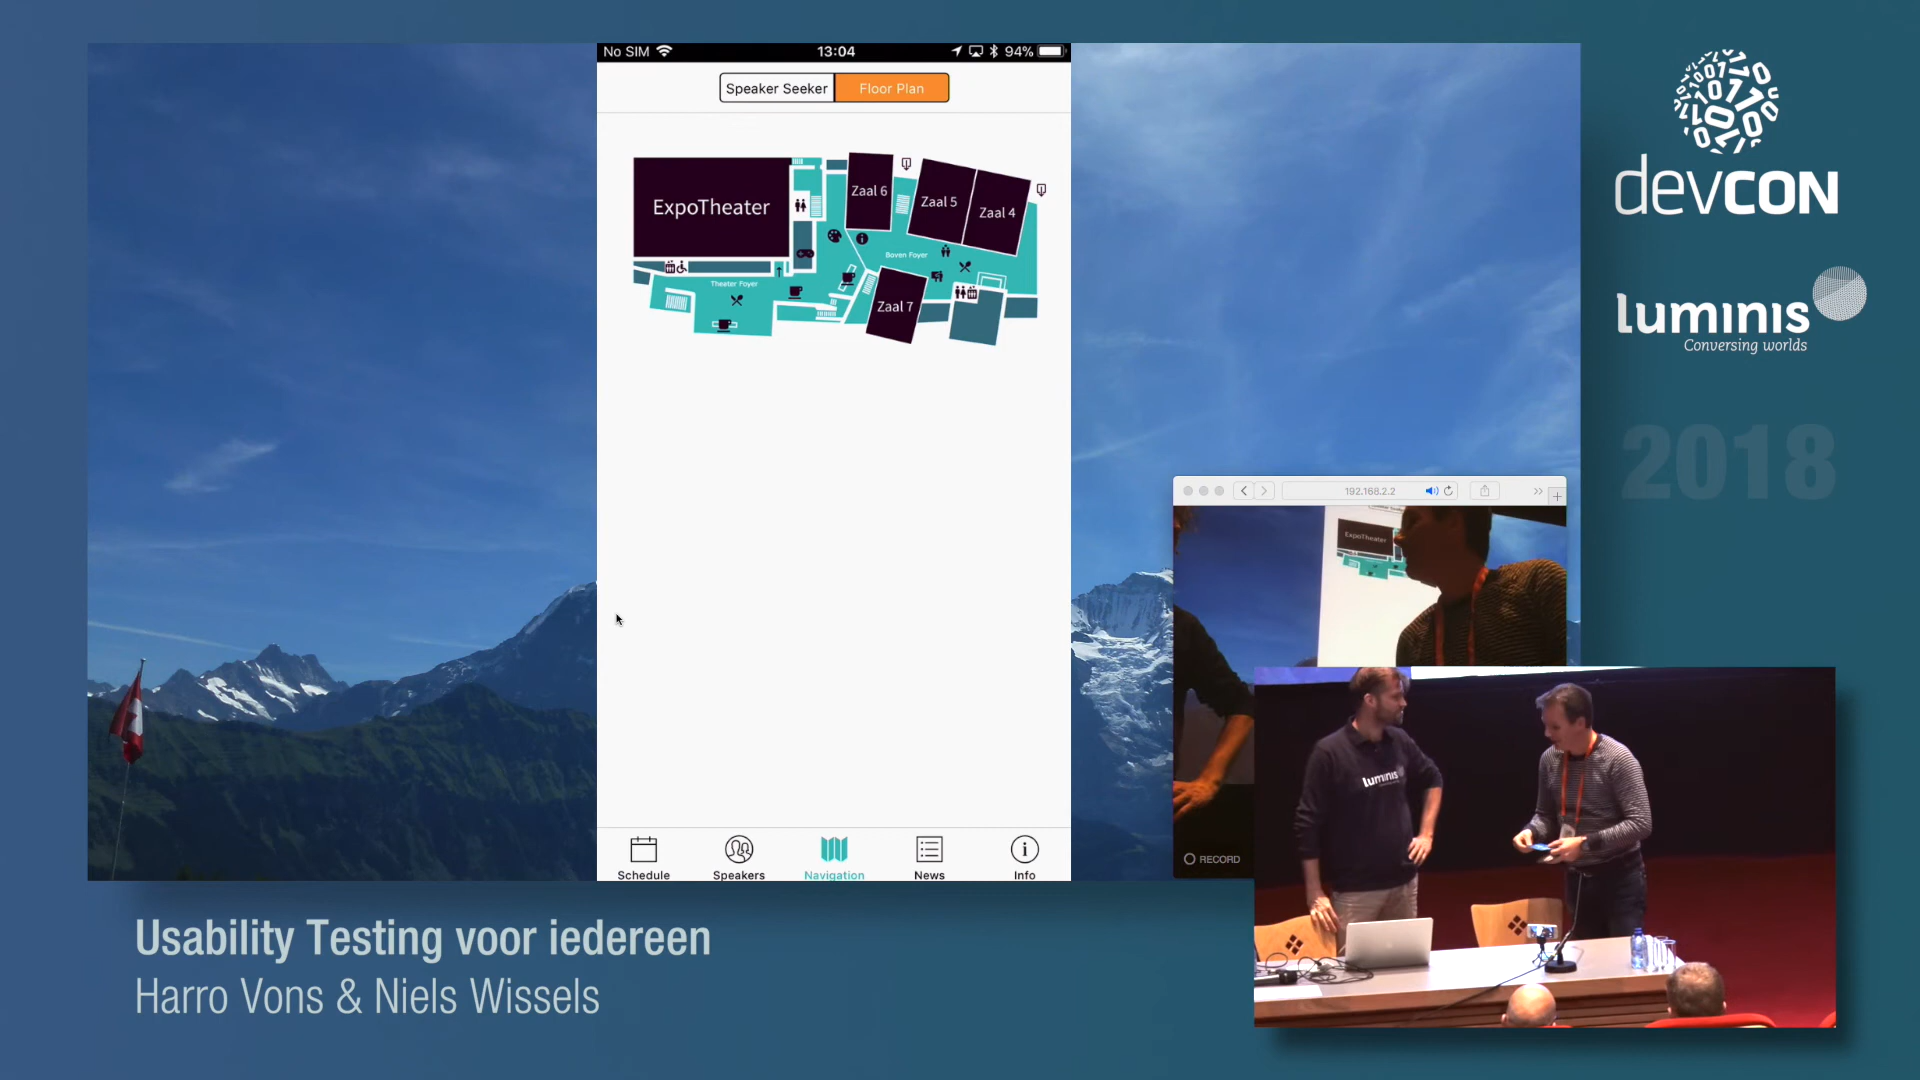 No SIM 13:04 94%
Speaker Seeker Floor Plan
ExpoTheater
Zaal 6
Zaal 5
Zaal 4
Boven Foyer
Theater Foyer
Zaal 7
Schedule Speakers Navigation News Info
devCON
luminis
Conversing worlds
2018
192.168.2.2
ExpoTheater
RECORD
luminis
Usability Testing voor iedereen
Harro Vons & Niels Wissels